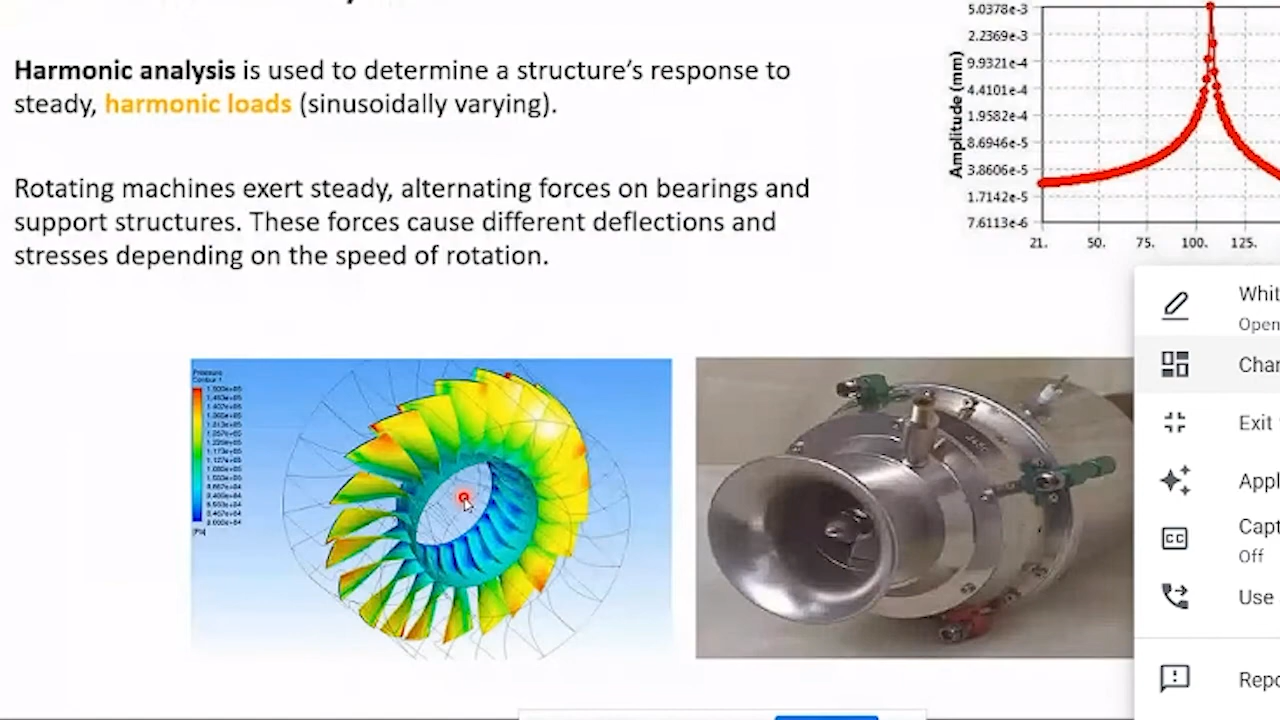 Harmonic analysis is used to determine a structure's response to
steady, harmonic loads (sinusoidally varying).
Rotating machines exert steady, alternating forces on bearings and
support structures. These forces cause different deflections and
stresses depending on the speed of rotation.
Amplitude (mm)
5.0378e-3
2.2369e-3
9.9321e-4
4.4101e-4
1.9582e-4
8.6946e-5
3.8606e-5
1.7142e-5
7.6113e-6
21. 50. 75. 100. 125.
Pressure
Contour 1
[Pa]
Whit
Open
Char
Exit
Appl
Capt
Off
Use
Repo